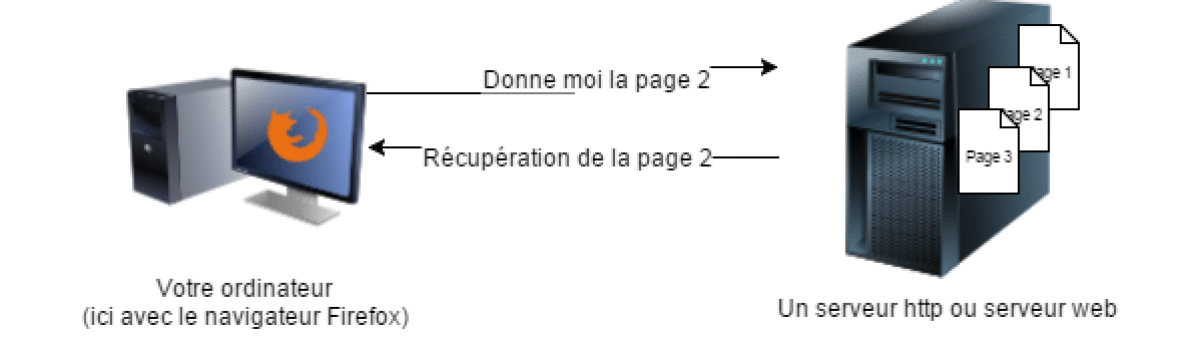 Donne moi la page 2
Récupération de la page 2
Page 1
Page 2
Page 3
Votre ordinateur
(ici avec le navigateur Firefox)
Un serveur http ou serveur web